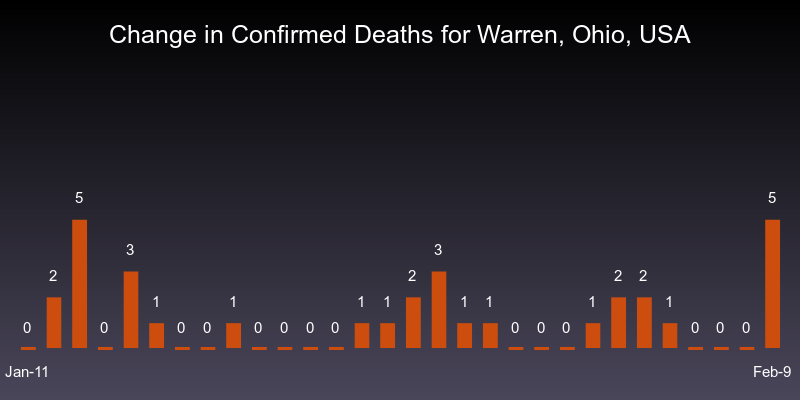 Change in Confirmed Deaths for Warren, Ohio, USA
0 2 5 0 3 1 0 0 1 0 0 0 0 1 1 2 3 1 1 0 0 0 1 2 2 1 0 0 0 5
Jan-11 Feb-9